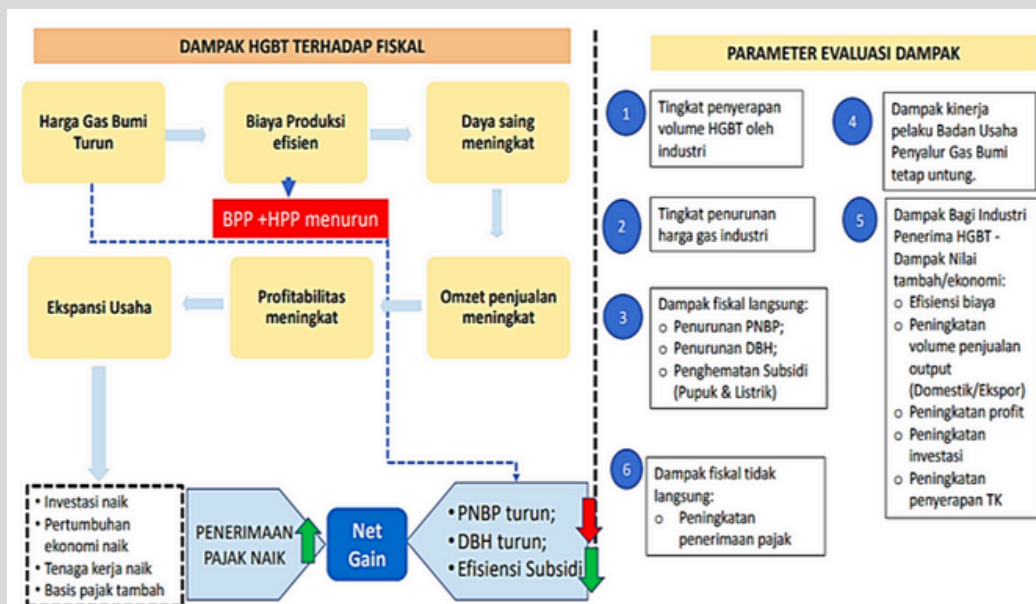 DAMPAK HGBT TERHADAP FISKAL
Harga Gas Bumi
Turun
Biaya Produksi
efisien
Daya saing
meningkat
BPP +HPP menurun
Ekspansi Usaha
Profitabilitas
meningkat
Omzet penjualan
meningkat
• Investasi naik
• Pertumbuhan
ekonomi naik
• Tenaga kerja naik
• Basis pajak tambah
PENERIMAAN
PAJAK NAIK
Net
Gain
• PNBP turun;
• DBH turun;
• Efisiensi Subsidi
PARAMETER EVALUASI DAMPAK
1
Tingkat penyerapan
volume HGBT oleh
industri
2
Tingkat penurunan
harga gas industri
3
Dampak fiskal langsung:
o Penurunan PNBP;
o Penurunan DBH;
o Penghematan Subsidi
(Pupuk & Listrik)
4
Dampak kinerja
pelaku Badan Usaha
Penyalur Gas Bumi
tetap untung.
5
Dampak Bagi Industri
Penerima HGBT -
Dampak Nilai
tambah/ekonomi:
o Efisiensi biaya
o Peningkatan
volume penjualan
output
(Domestik/Ekspor)
o Peningkatan profit
o Peningkatan
investasi
o Peningkatan
penyerapan TK
6
Dampak fiskal tidak
langsung:
o Peningkatan
penerimaan pajak